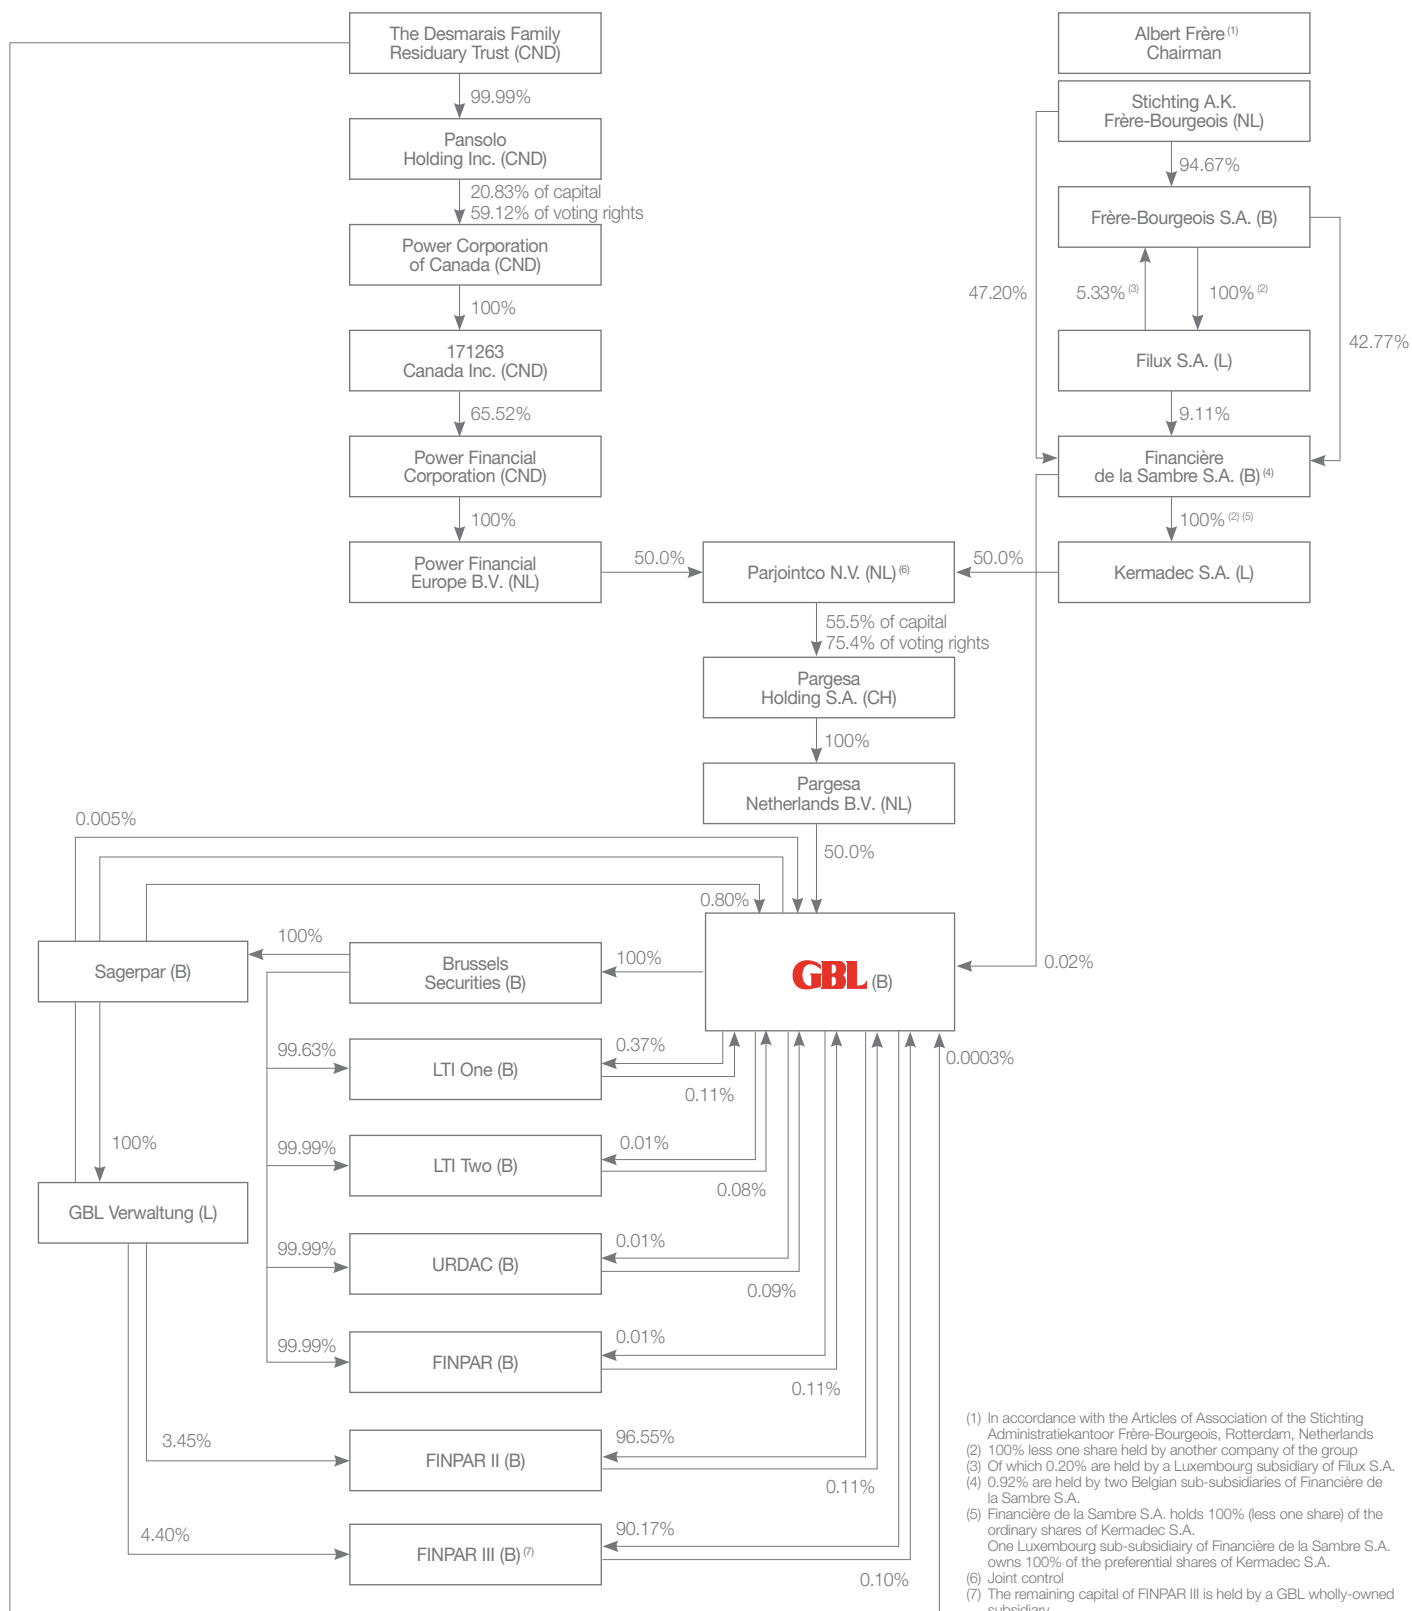 The Desmarais Family
Residuary Trust (CND)
Albert Frère (1)
Chairman
99.99%
Stichting A.K.
Frère-Bourgeois (NL)
Pansolo
Holding Inc. (CND)
94.67%
20.83% of capital
59.12% of voting rights
Frère-Bourgeois S.A. (B)
Power Corporation
of Canada (CND)
47.20%
5.33% (3)
100% (2)
42.77%
100%
171263
Canada Inc. (CND)
Filux S.A. (L)
65.52%
9.11%
Power Financial
Corporation (CND)
Financière
de la Sambre S.A. (B) (4)
100%
100% (2) (5)
Power Financial
Europe B.V. (NL)
50.0%
Parjointco N.V. (NL) (6)
50.0%
Kermadec S.A. (L)
55.5% of capital
75.4% of voting rights
Pargesa
Holding S.A. (CH)
100%
Pargesa
Netherlands B.V. (NL)
0.005%
50.0%
0.80%
Sagerpar (B)
100%
Brussels
Securities (B)
100%
GBL (B)
0.02%
99.63%
LTI One (B)
0.37%
0.11%
0.0003%
100%
99.99%
LTI Two (B)
0.01%
0.08%
GBL Verwaltung (L)
99.99%
URDAC (B)
0.01%
0.09%
99.99%
FINPAR (B)
0.01%
0.11%
3.45%
FINPAR II (B)
96.55%
0.11%
4.40%
FINPAR III (B) (7)
90.17%
0.10%
(1) In accordance with the Articles of Association of the Stichting
Administratiekantoor Frère-Bourgeois, Rotterdam, Netherlands
(2) 100% less one share held by another company of the group
(3) Of which 0.20% are held by a Luxembourg subsidiary of Filux S.A.
(4) 0.92% are held by two Belgian sub-subsidiaries of Financière de
la Sambre S.A.
(5) Financière de la Sambre S.A. holds 100% (less one share) of the
ordinary shares of Kermadec S.A.
One Luxembourg sub-subsidiairy of Financière de la Sambre S.A.
owns 100% of the preferential shares of Kermadec S.A.
(6) Joint control
(7) The remaining capital of FINPAR III is held by a GBL wholly-owned
subsidiary